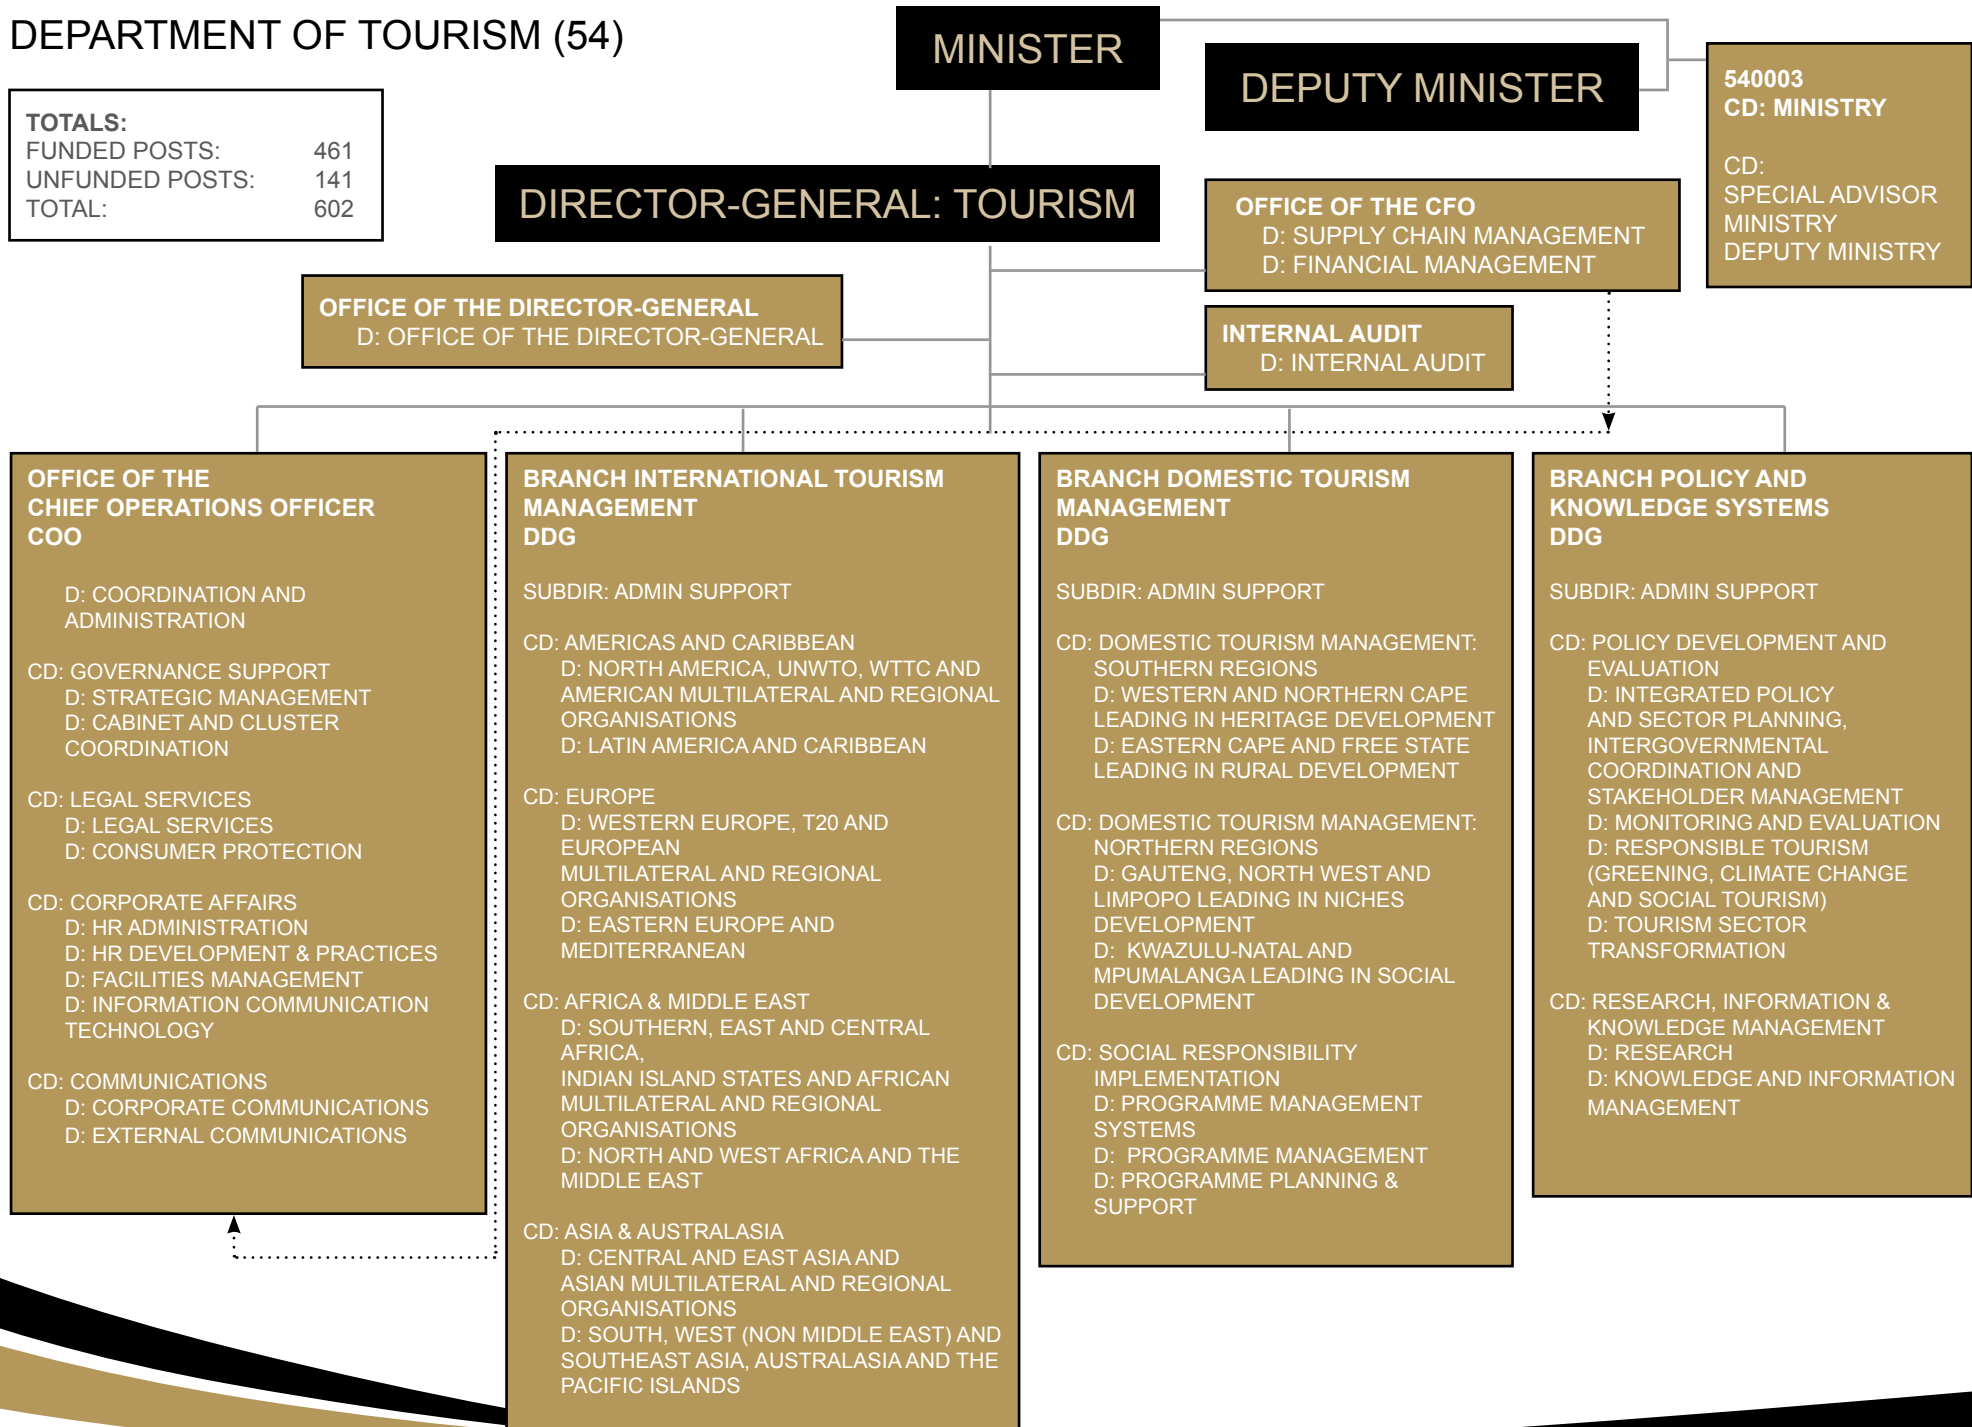 DEPARTMENT OF TOURISM (54)
TOTALS:
FUNDED POSTS: 461
UNFUNDED POSTS: 141
TOTAL: 602
MINISTER
DEPUTY MINISTER
540003
CD: MINISTRY
CD:
SPECIAL ADVISOR
MINISTRY
DEPUTY MINISTRY
DIRECTOR-GENERAL: TOURISM
OFFICE OF THE CFO
D: SUPPLY CHAIN MANAGEMENT
D: FINANCIAL MANAGEMENT
OFFICE OF THE DIRECTOR-GENERAL
D: OFFICE OF THE DIRECTOR-GENERAL
INTERNAL AUDIT
D: INTERNAL AUDIT
OFFICE OF THE
CHIEF OPERATIONS OFFICER
COO
D: COORDINATION AND
ADMINISTRATION
CD: GOVERNANCE SUPPORT
D: STRATEGIC MANAGEMENT
D: CABINET AND CLUSTER
COORDINATION
CD: LEGAL SERVICES
D: LEGAL SERVICES
D: CONSUMER PROTECTION
CD: CORPORATE AFFAIRS
D: HR ADMINISTRATION
D: HR DEVELOPMENT & PRACTICES
D: FACILITIES MANAGEMENT
D: INFORMATION COMMUNICATION
TECHNOLOGY
CD: COMMUNICATIONS
D: CORPORATE COMMUNICATIONS
D: EXTERNAL COMMUNICATIONS
BRANCH INTERNATIONAL TOURISM
MANAGEMENT
DDG
SUBDIR: ADMIN SUPPORT
CD: AMERICAS AND CARIBBEAN
D: NORTH AMERICA, UNWTO, WTTC AND
AMERICAN MULTILATERAL AND REGIONAL
ORGANISATIONS
D: LATIN AMERICA AND CARIBBEAN
CD: EUROPE
D: WESTERN EUROPE, T20 AND
EUROPEAN
MULTILATERAL AND REGIONAL
ORGANISATIONS
D: EASTERN EUROPE AND
MEDITERRANEAN
CD: AFRICA & MIDDLE EAST
D: SOUTHERN, EAST AND CENTRAL
AFRICA,
INDIAN ISLAND STATES AND AFRICAN
MULTILATERAL AND REGIONAL
ORGANISATIONS
D: NORTH AND WEST AFRICA AND THE
MIDDLE EAST
CD: ASIA & AUSTRALASIA
D: CENTRAL AND EAST ASIA AND
ASIAN MULTILATERAL AND REGIONAL
ORGANISATIONS
D: SOUTH, WEST (NON MIDDLE EAST) AND
SOUTHEAST ASIA, AUSTRALASIA AND THE
PACIFIC ISLANDS
BRANCH DOMESTIC TOURISM
MANAGEMENT
DDG
SUBDIR: ADMIN SUPPORT
CD: DOMESTIC TOURISM MANAGEMENT:
SOUTHERN REGIONS
D: WESTERN AND NORTHERN CAPE
LEADING IN HERITAGE DEVELOPMENT
D: EASTERN CAPE AND FREE STATE
LEADING IN RURAL DEVELOPMENT
CD: DOMESTIC TOURISM MANAGEMENT:
NORTHERN REGIONS
D: GAUTENG, NORTH WEST AND
LIMPOPO LEADING IN NICHES
DEVELOPMENT
D: KWAZULU-NATAL AND
MPUMALANGA LEADING IN SOCIAL
DEVELOPMENT
CD: SOCIAL RESPONSIBILITY
IMPLEMENTATION
D: PROGRAMME MANAGEMENT
SYSTEMS
D: PROGRAMME MANAGEMENT
D: PROGRAMME PLANNING &
SUPPORT
BRANCH POLICY AND
KNOWLEDGE SYSTEMS
DDG
SUBDIR: ADMIN SUPPORT
CD: POLICY DEVELOPMENT AND
EVALUATION
D: INTEGRATED POLICY
AND SECTOR PLANNING,
INTERGOVERNMENTAL
COORDINATION AND
STAKEHOLDER MANAGEMENT
D: MONITORING AND EVALUATION
D: RESPONSIBLE TOURISM
(GREENING, CLIMATE CHANGE
AND SOCIAL TOURISM)
D: TOURISM SECTOR
TRANSFORMATION
CD: RESEARCH, INFORMATION &
KNOWLEDGE MANAGEMENT
D: RESEARCH
D: KNOWLEDGE AND INFORMATION
MANAGEMENT